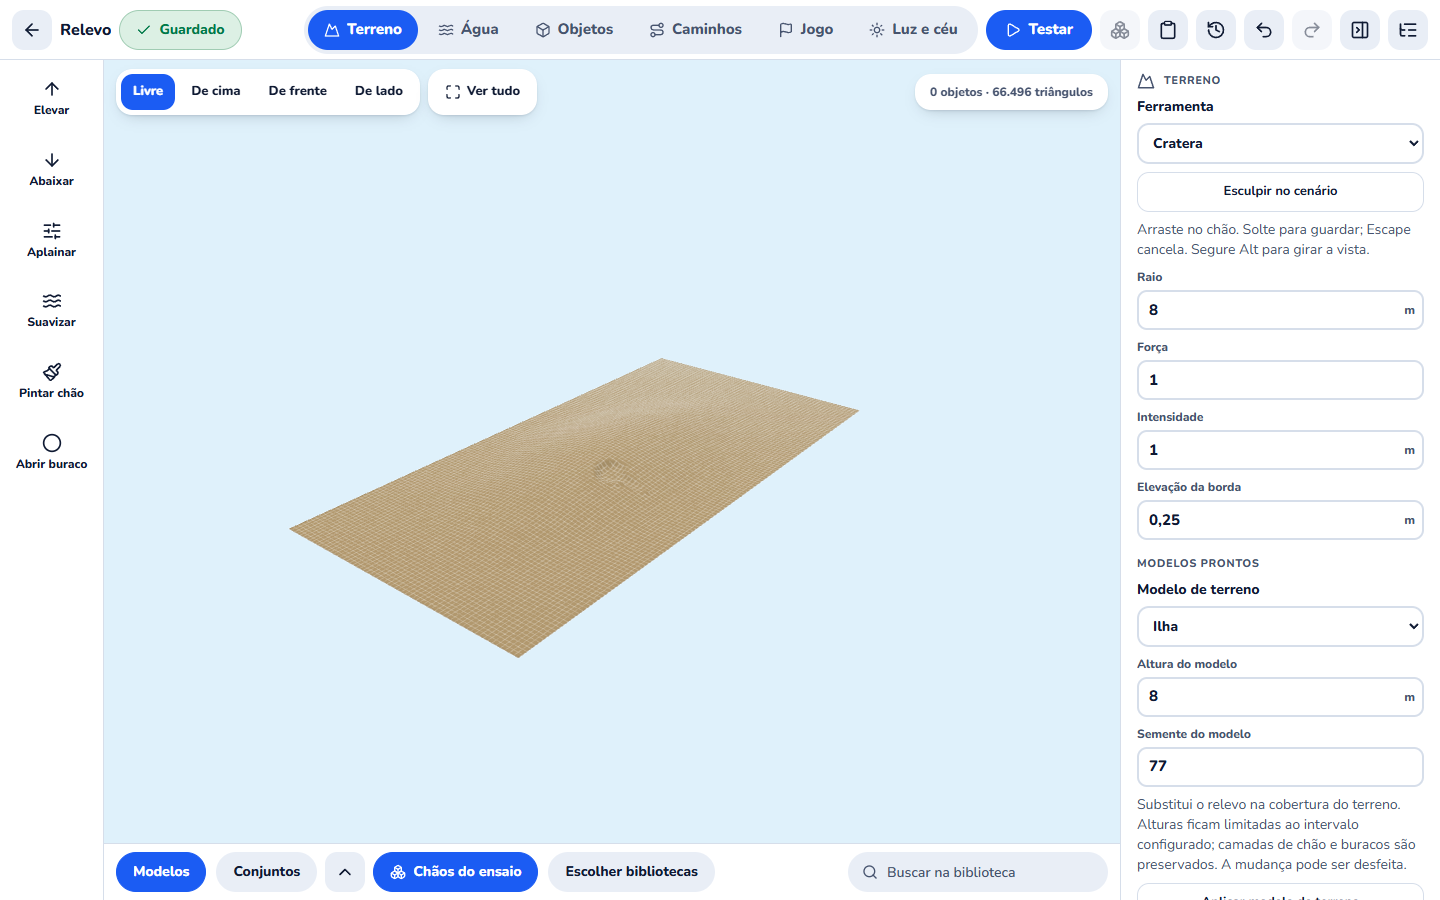 Relevo
Guardado
Terreno
Água
Objetos
Caminhos
Jogo
Luz e céu
Testar
Elevar
Abaixar
Aplainar
Suavizar
Pintar chão
Abrir buraco
Livre
De cima
De frente
De lado
Ver tudo
0 objetos · 66.496 triângulos
TERRENO
Ferramenta
Cratera
Esculpir no cenário
Arraste no chão. Solte para guardar; Escape
cancela. Segure Alt para girar a vista.
Raio
8 m
Força
1
Intensidade
1 m
Elevação da borda
0,25 m
MODELOS PRONTOS
Modelo de terreno
Ilha
Altura do modelo
8 m
Semente do modelo
77
Substitui o relevo na cobertura do terreno.
Alturas ficam limitadas ao intervalo
configurado; camadas de chão e buracos são
preservados. A mudança pode ser desfeita.
Modelos
Conjuntos
Chãos do ensaio
Escolher bibliotecas
Buscar na biblioteca